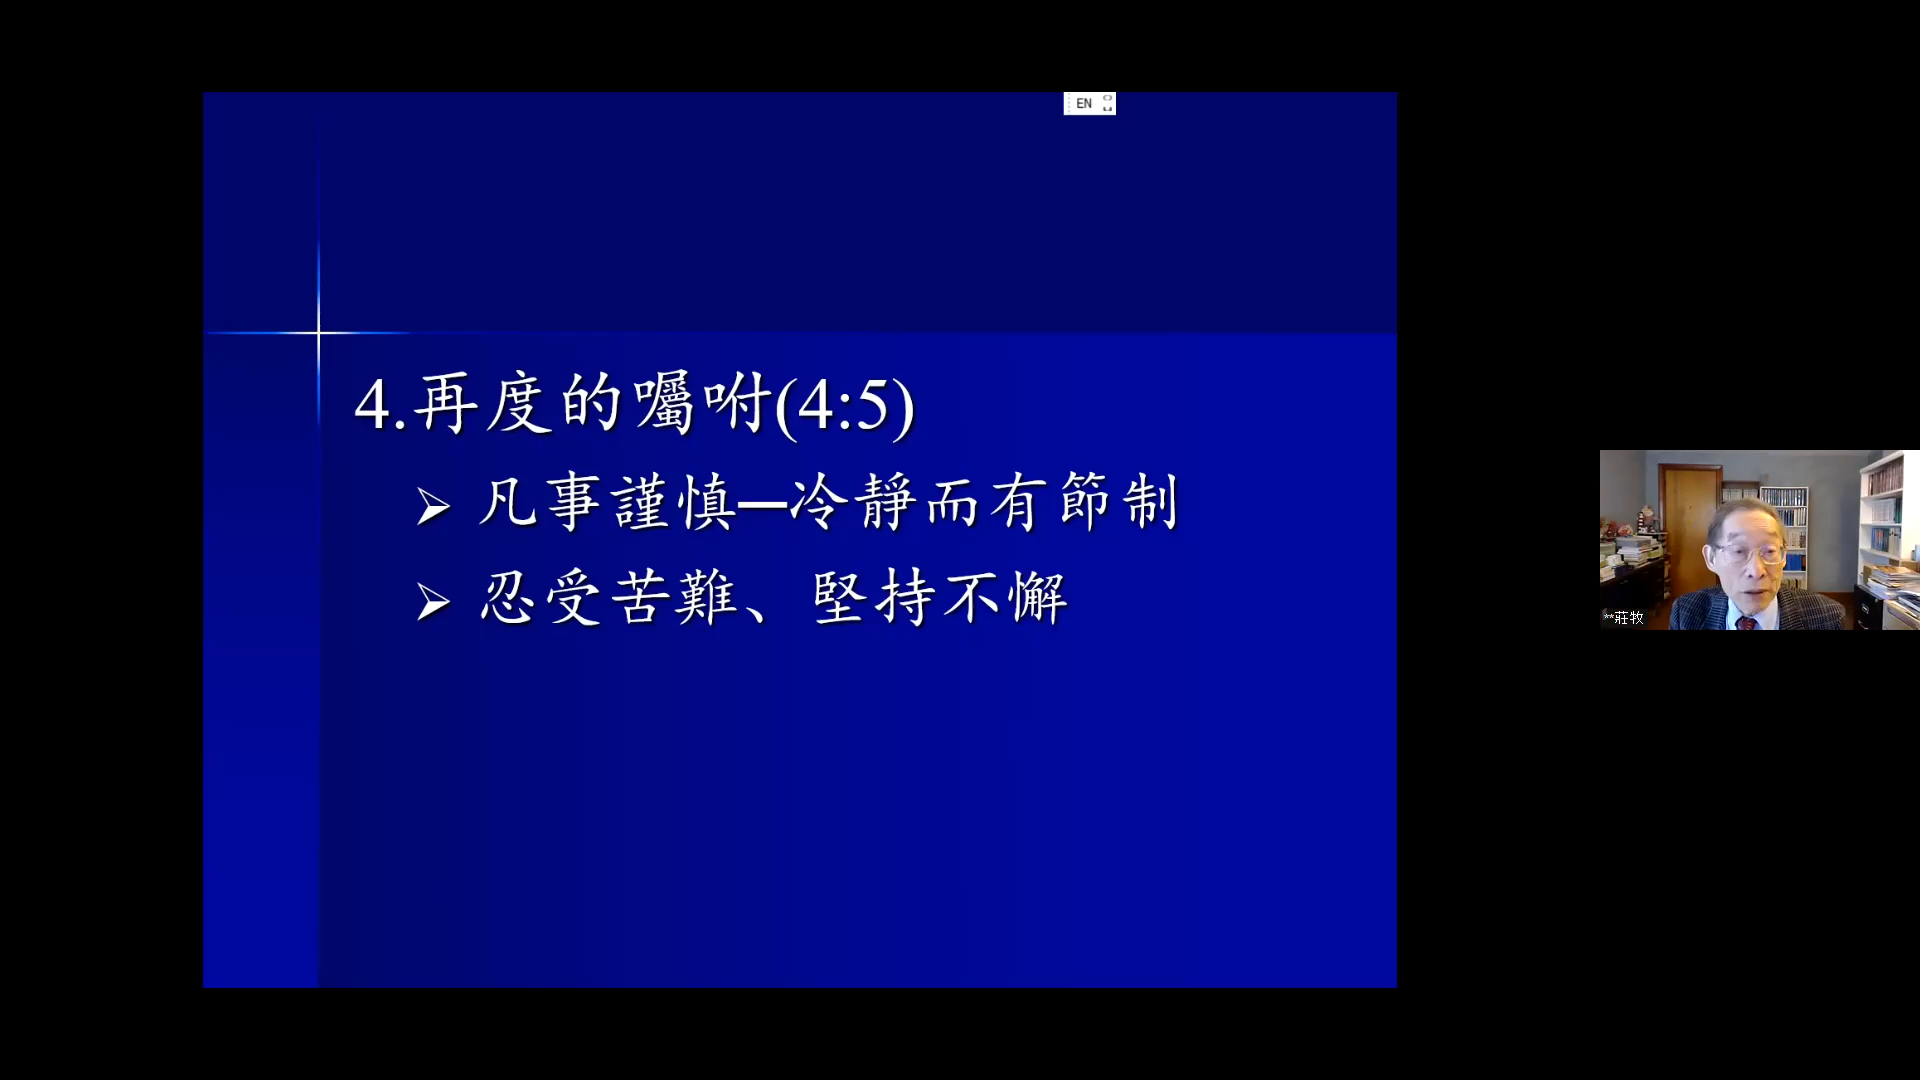 EN
4.再度的囑咐(4:5)
➢ 凡事謹慎—冷靜而有節制
➢ 忍受苦難、堅持不懈
**莊牧